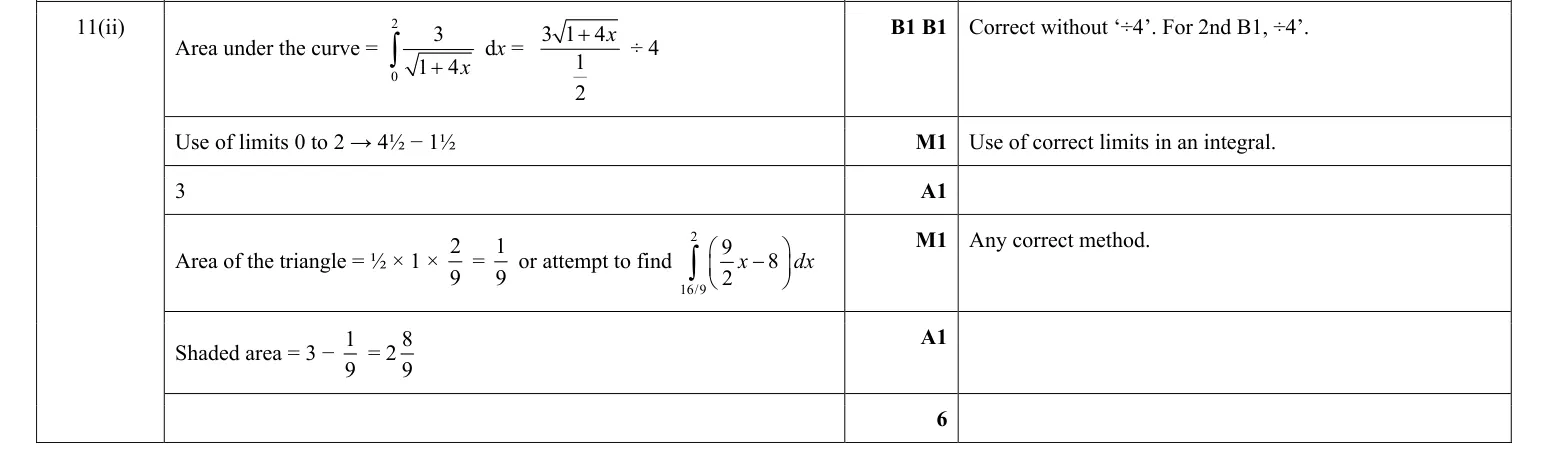 11(ii)
Area under the curve = ∫₀² 3/√(1 + 4x) dx = 3√(1 + 4x) / (1/2) ÷ 4
B1 B1
Correct without ‘÷4’. For 2nd B1, ÷4’.
Use of limits 0 to 2 → 4½ − 1½
M1
Use of correct limits in an integral.
3
A1
Area of the triangle = ½ × 1 × 2/9 = 1/9 or attempt to find ∫_{16/9}^{2} (9/2 x − 8) dx
M1
Any correct method.
Shaded area = 3 − 1/9 = 2 8/9
A1
6